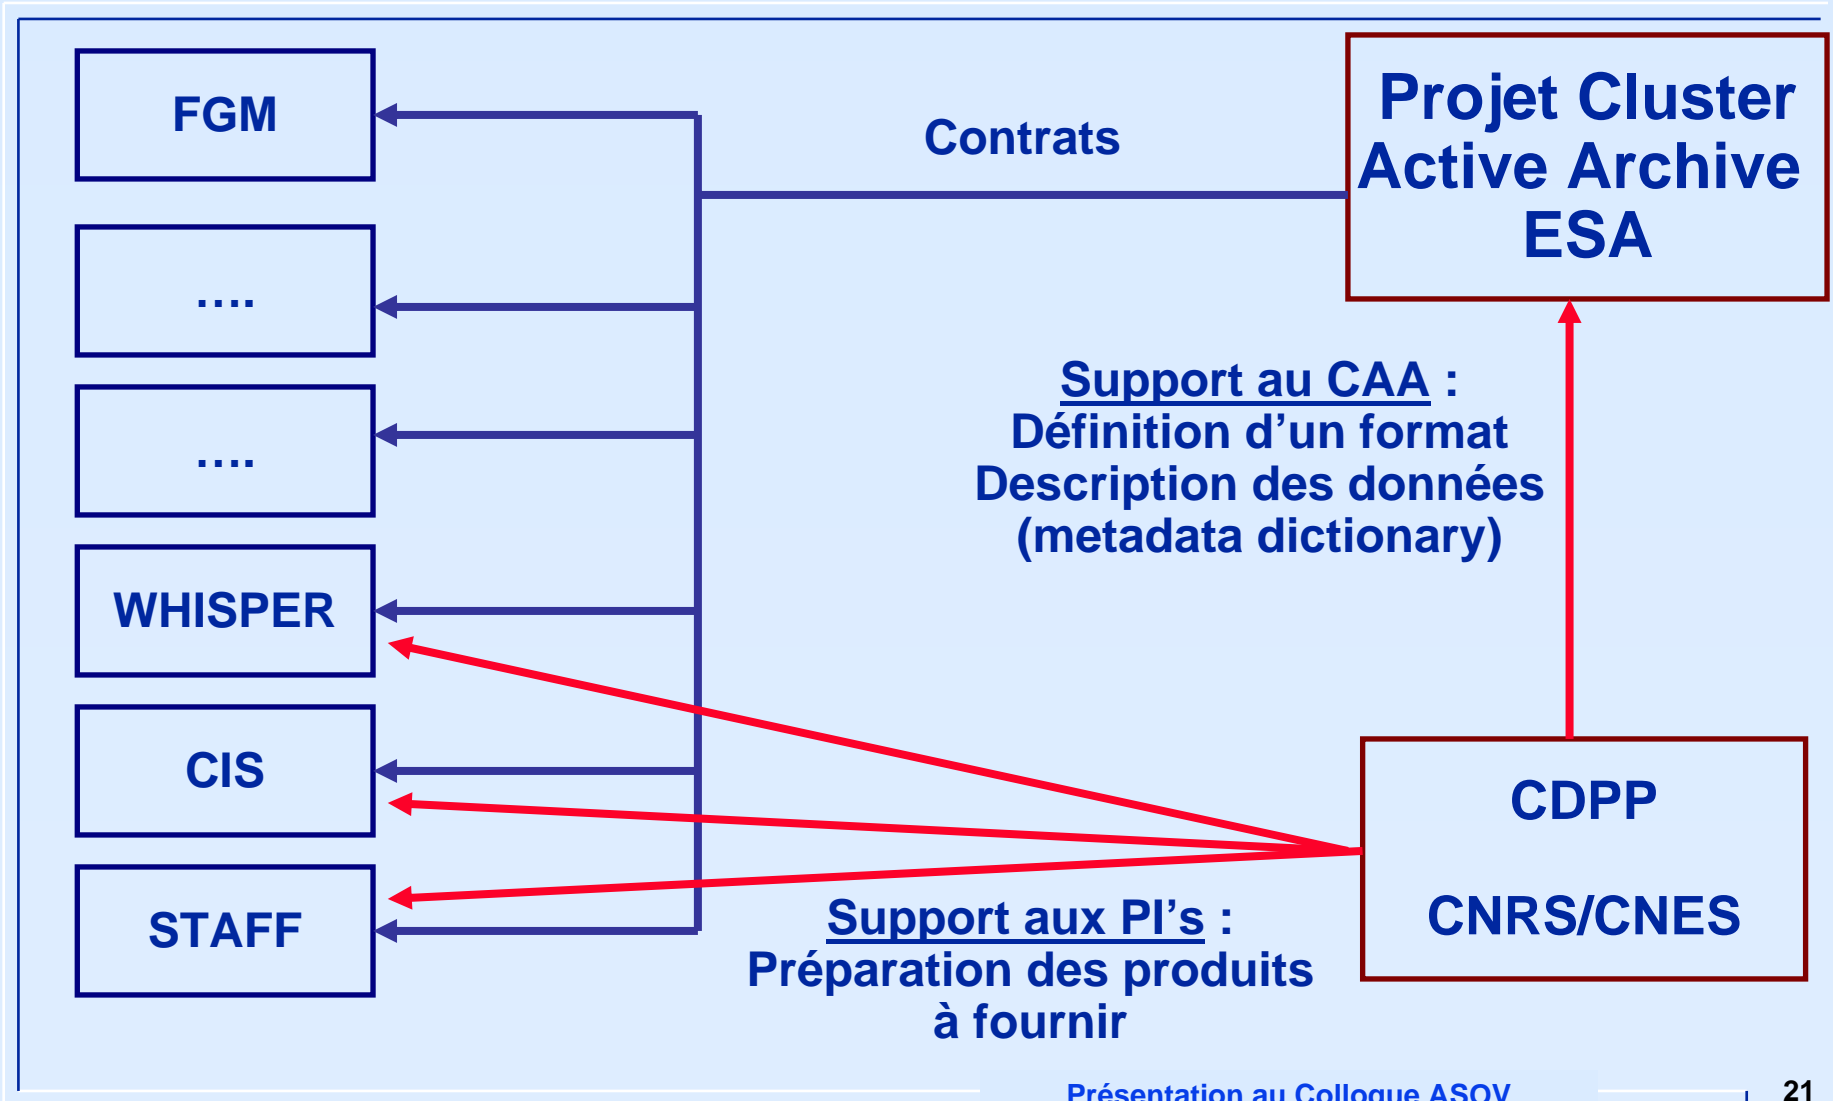 FGM
….
….
WHISPER
CIS
STAFF
Contrats
Projet Cluster
Active Archive
ESA
Support au CAA :
Définition d’un format
Description des données
(metadata dictionary)
CDPP
CNRS/CNES
Support aux PI’s :
Préparation des produits
à fournir
Présentation au Colloque ASOV
21